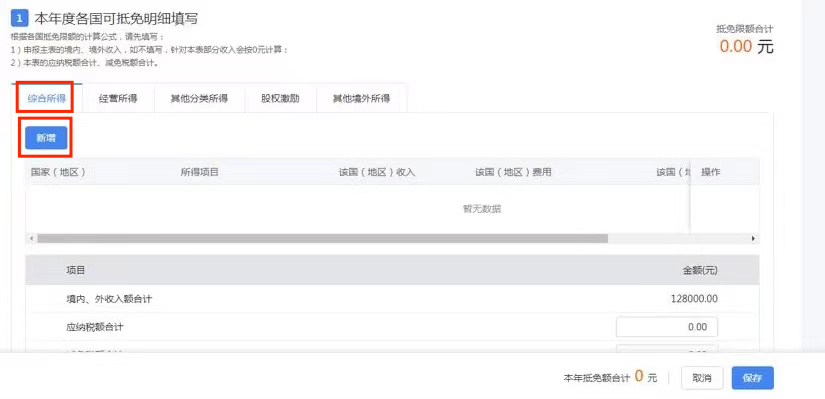 1 本年度各国可抵免明细填写
根据各国抵免限额的计算公式，请先填写：
1）申报主表的境内、境外收入，如不填写，针对本表部分收入会按0元计算；
2）本表的应纳税额合计、减免税额合计。
抵免限额合计
0.00 元
综合所得 经营所得 其他分类所得 股权激励 其他境外所得
新增
国家（地区） 所得项目 该国（地区）收入 该国（地区）费用 该国（ 操作
暂无数据
项目 金额(元)
境内、外收入额合计 128000.00
应纳税额合计 0.00
本年抵免额合计 0 元 取消 保存